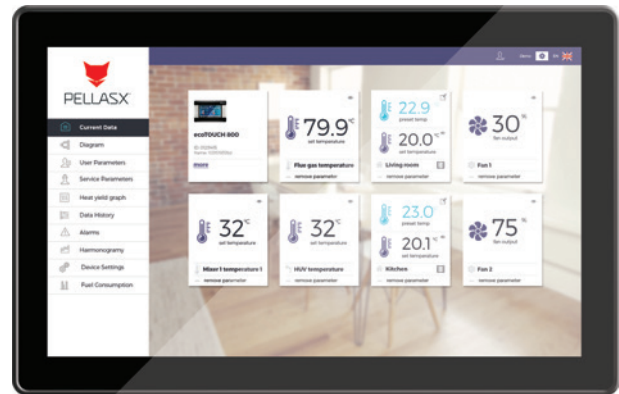 PELLASX
Demo
EN
Current Data
Diagram
User Parameters
Service Parameters
Heat yield graph
Data History
Alarms
Harmonogramy
Device Settings
Fuel Consumption
ecoTOUCH 800
more
79.9°C
set temperature
Flue gas temperature
remove parameter
22.9°
preset temp
20,0°C
set temperature
Living room
remove parameter
30%
fan output
Fan 1
remove parameter
32°C
set temperature
Mixer 1 temperature 1
remove parameter
32°C
set temperature
HUV temperature
remove parameter
23.0°
preset temp
20.1°C
set temperature
Kitchen
remove parameter
75%
fan output
Fan 2
remove parameter